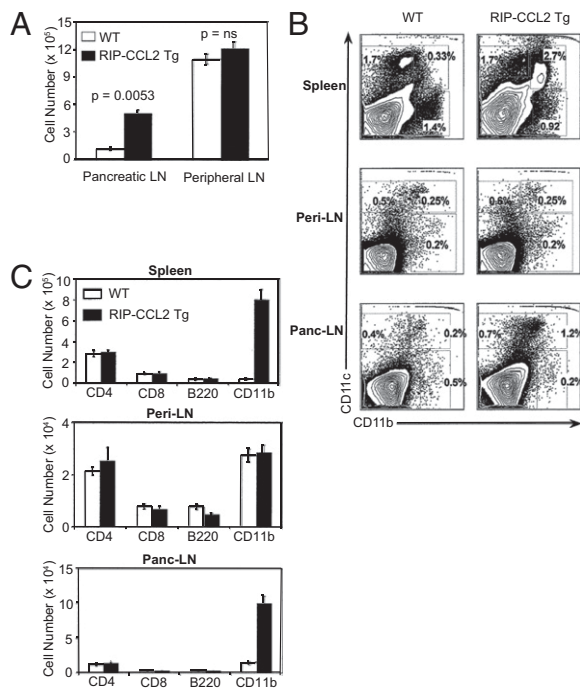 A
WT
RIP-CCL2 Tg
p = ns
p = 0.0053
Cell Number (x 10⁵)
15
12
9
6
3
0
Pancreatic LN
Peripheral LN
B
WT
RIP-CCL2 Tg
Spleen
1.7%
0.33%
1.4%
1.7%
2.7%
0.92
Peri-LN
0.5%
0.25%
0.2%
0.6%
0.25%
0.2%
Panc-LN
0.4%
0.2%
0.5%
0.7%
1.2%
0.2%
CD11c
CD11b
C
Spleen
WT
RIP-CCL2 Tg
Cell Number (x 10⁵)
10
8
6
4
2
0
CD4 CD8 B220 CD11b
Peri-LN
Cell Number (x 10⁴)
4
2
0
CD4 CD8 B220 CD11b
Panc-LN
Cell Number (x 10⁴)
15
10
5
0
CD4 CD8 B220 CD11b